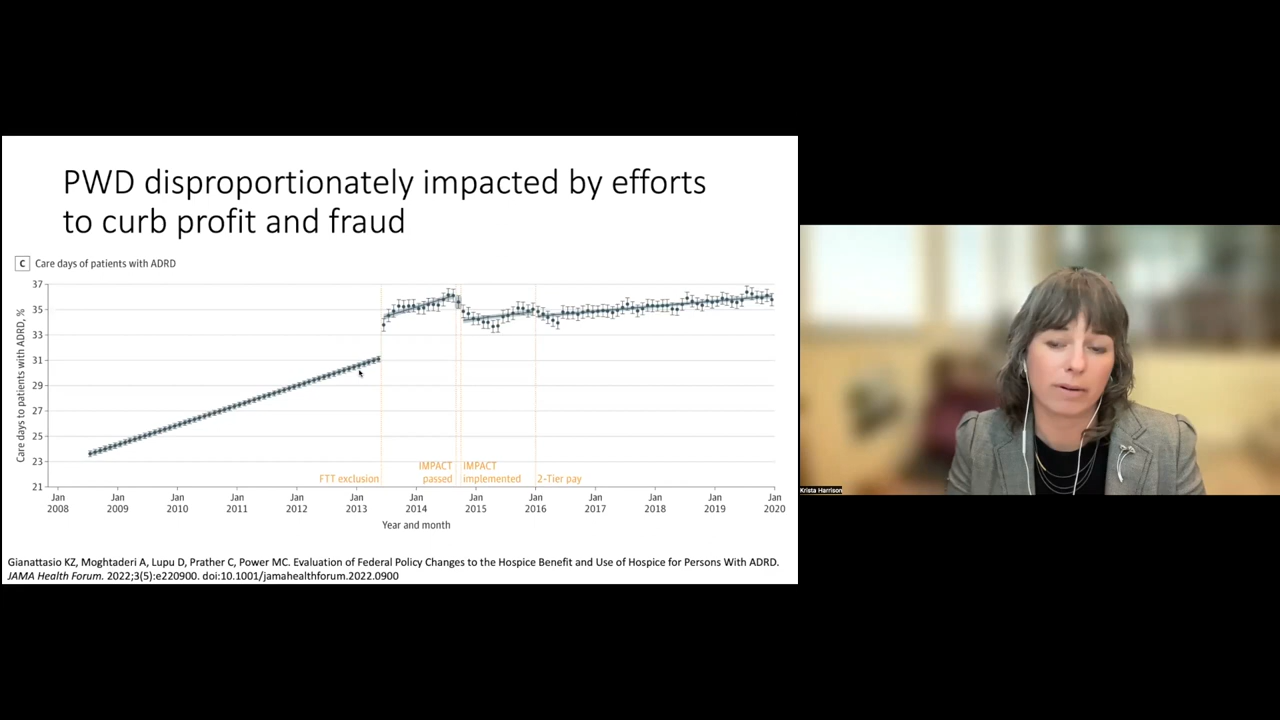 PWD disproportionately impacted by efforts
to curb profit and fraud
C Care days of patients with ADRD
Care days to patients with ADRD, %
37
35
33
31
29
27
25
23
21
FTT exclusion
IMPACT
passed
IMPACT
implemented
2-Tier pay
Jan
2008
Jan
2009
Jan
2010
Jan
2011
Jan
2012
Jan
2013
Jan
2014
Jan
2015
Jan
2016
Jan
2017
Jan
2018
Jan
2019
Jan
2020
Year and month
Gianattasio KZ, Moghtaderi A, Lupu D, Prather C, Power MC. Evaluation of Federal Policy Changes to the Hospice Benefit and Use of Hospice for Persons With ADRD.
JAMA Health Forum. 2022;3(5):e220900. doi:10.1001/jamahealthforum.2022.0900
Krista Harrison